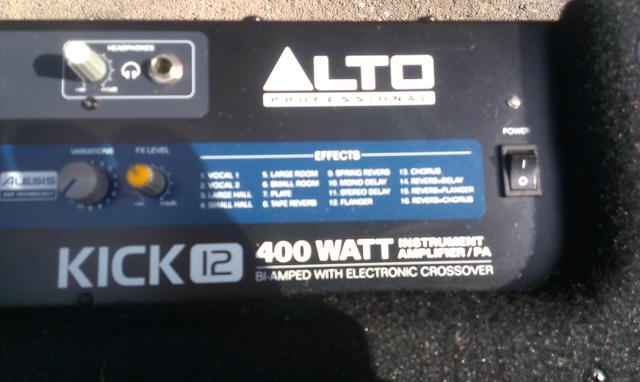 HEADPHONES
ALTO
PROFESSIONAL
POWER
VARIATIONS
FX LEVEL
EFFECTS
ALESIS
DSP TECHNOLOGY
1. VOCAL 1
2. VOCAL 2
3. LARGE HALL
4. SMALL HALL
5. LARGE ROOM
6. SMALL ROOM
7. PLATE
8. TAPE REVERB
9. SPRING REVERB
10. MONO DELAY
11. STEREO DELAY
12. FLANGER
13. CHORUS
14. REVERB+DELAY
15. REVERB+FLANGER
16. REVERB+CHORUS
KICK 12
400 WATT INSTRUMENT
AMPLIFIER/PA
BI-AMPED WITH ELECTRONIC CROSSOVER